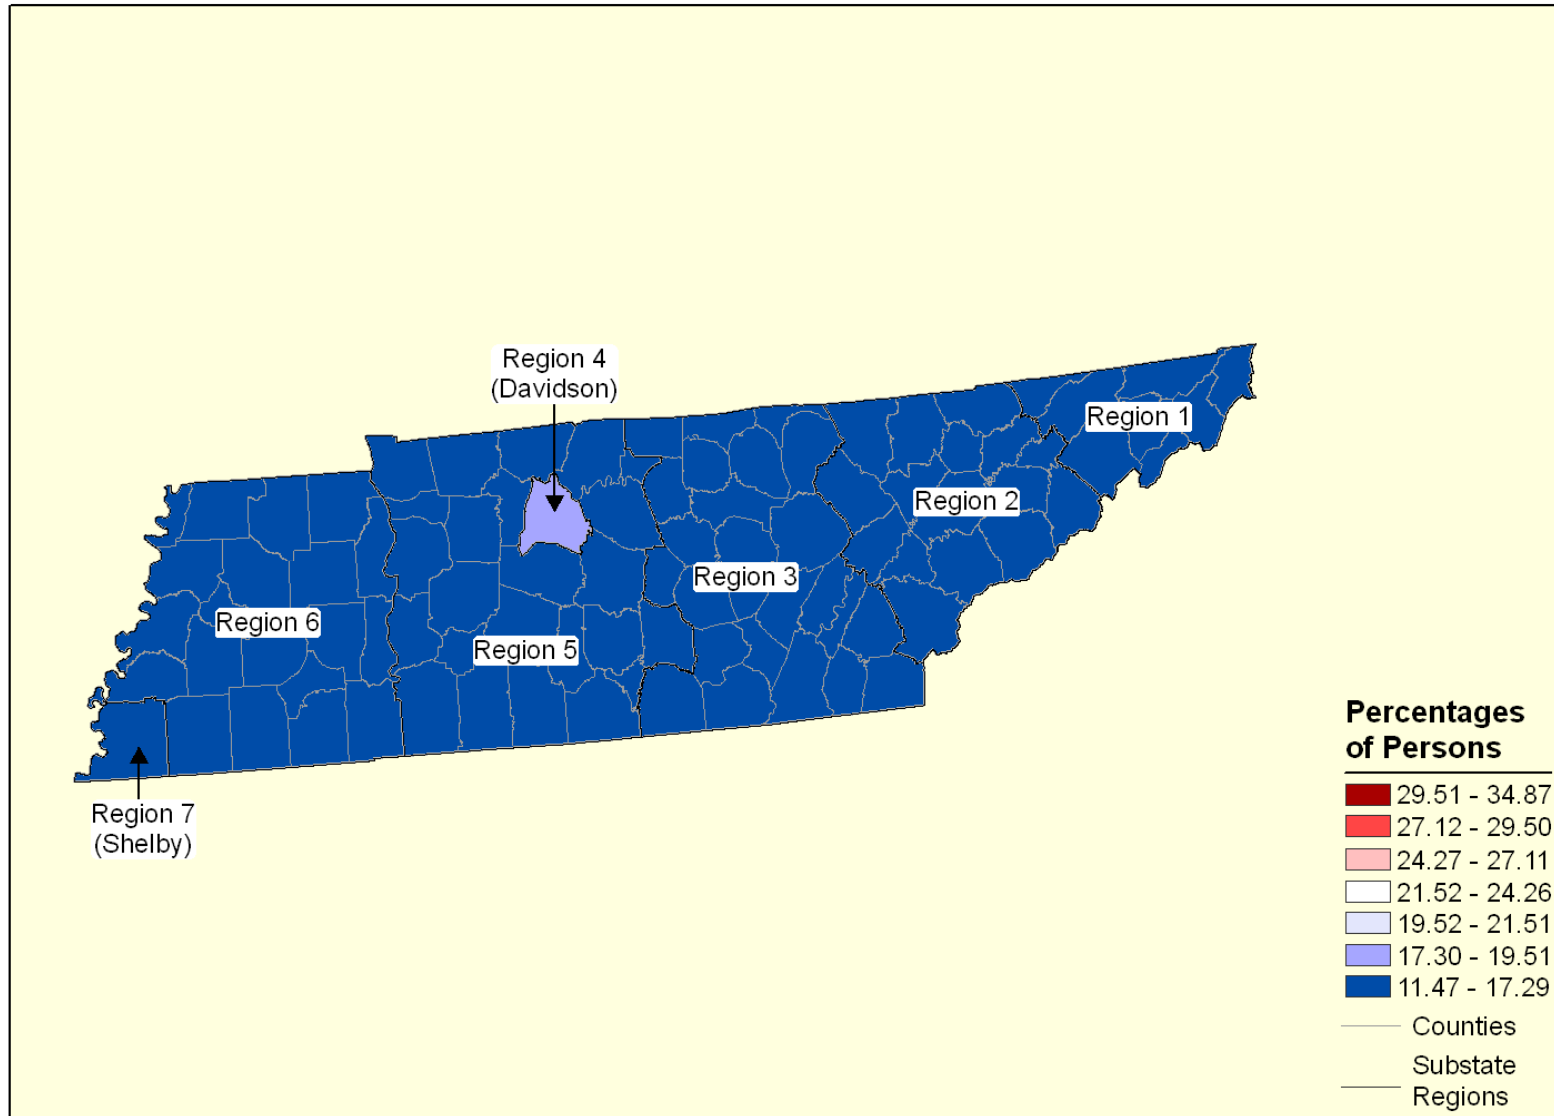 Region 4
(Davidson)
Region 1
Region 2
Region 3
Region 6
Region 5
Region 7
(Shelby)
Percentages
of Persons
29.51 - 34.87
27.12 - 29.50
24.27 - 27.11
21.52 - 24.26
19.52 - 21.51
17.30 - 19.51
11.47 - 17.29
Counties
Substate
Regions